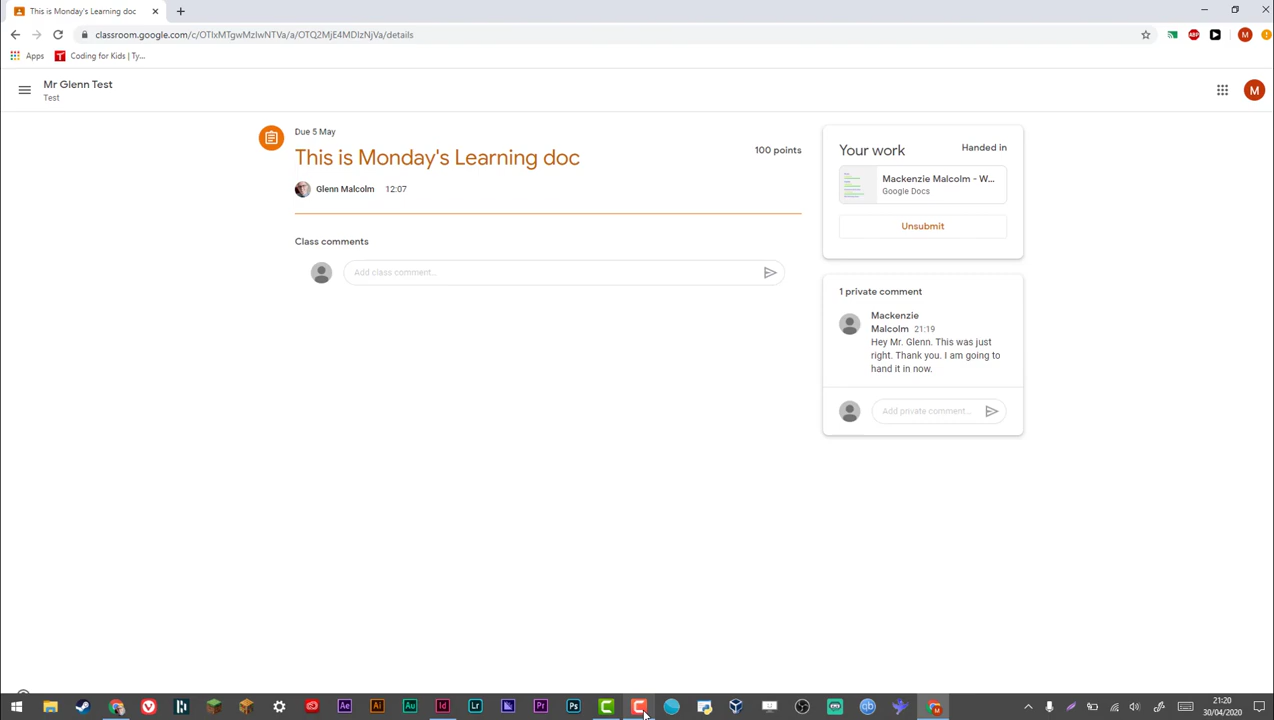 This is Monday's Learning doc
classroom.google.com/c/OTIxMTgwMzIwNTVa/a/OTQ2MjE4MDIzNjVa/details
Apps
Coding for Kids | Ty...
Mr Glenn Test
Test
M
Due 5 May
This is Monday's Learning doc
100 points
Glenn Malcolm 12:07
Class comments
Add class comment...
Your work
Handed in
Mackenzie Malcolm - W...
Google Docs
Unsubmit
1 private comment
Mackenzie
Malcolm 21:19
Hey Mr. Glenn. This was just
right. Thank you. I am going to
hand it in now.
Add private comment...
21:20
30/04/2020